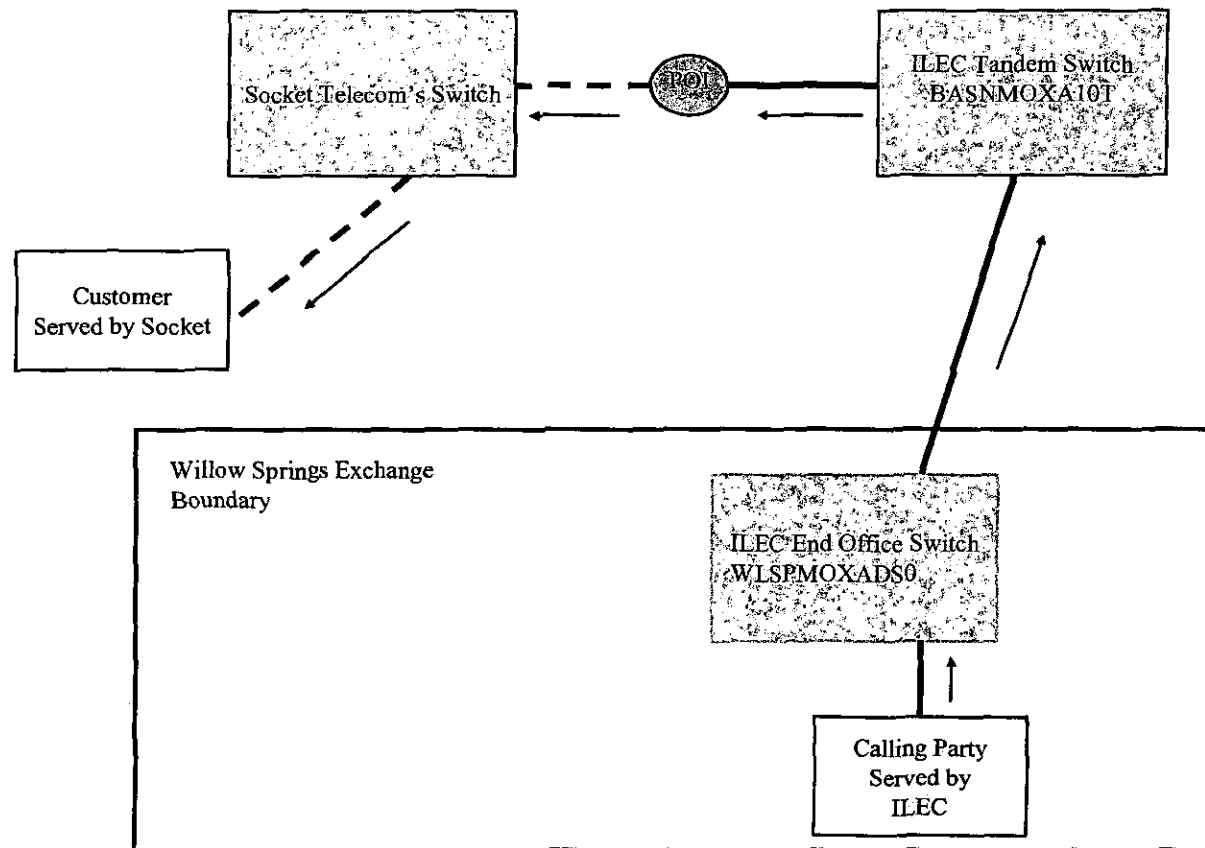 Socket Telecom's Switch
POI
ILEC Tandem Switch
BASNMOXA10T
Customer
Served by Socket
Willow Springs Exchange
Boundary
ILEC End Office Switch
WLSPMOXADS0
Calling Party
Served by
ILEC